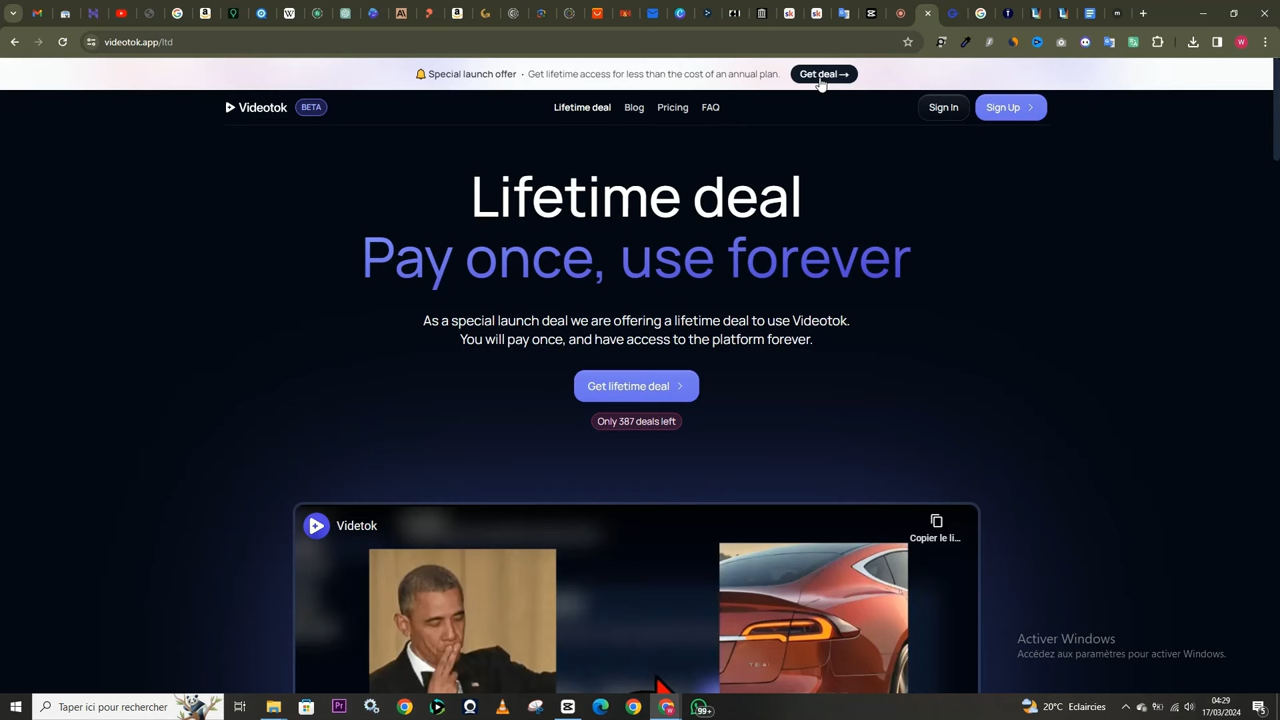 videotok.app/ltd
W
🔔 Special launch offer · Get lifetime access for less than the cost of an annual plan. Get deal →
Videotok BETA Lifetime deal Blog Pricing FAQ Sign In Sign Up
Lifetime deal
Pay once, use forever
As a special launch deal we are offering a lifetime deal to use Videotok.
You will pay once, and have access to the platform forever.
Get lifetime deal
Only 387 deals left
Videtok
Copier le li...
Activer Windows
Accédez aux paramètres pour activer Windows.
Taper ici pour rechercher
99+
20°C Eclaircies
04:29
17/03/2024